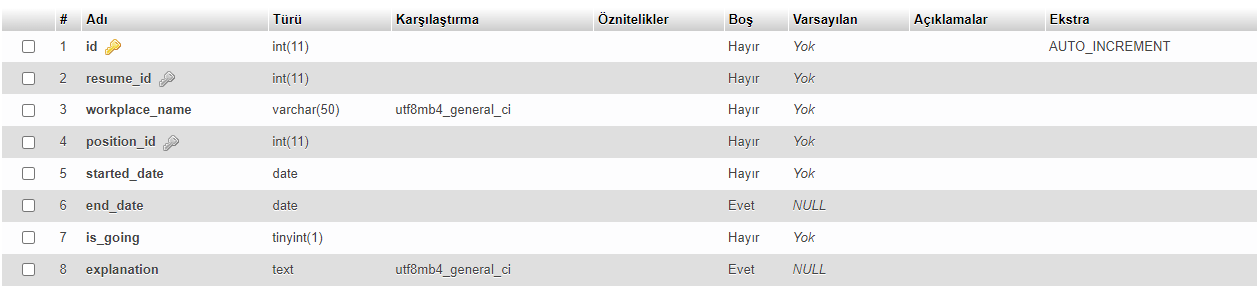 # Adı Türü Karşılaştırma Öznitelikler Boş Varsayılan Açıklamalar Ekstra
1 id int(11) Hayır Yok AUTO_INCREMENT
2 resume_id int(11) Hayır Yok
3 workplace_name varchar(50) utf8mb4_general_ci Hayır Yok
4 position_id int(11) Hayır Yok
5 started_date date Hayır Yok
6 end_date date Evet NULL
7 is_going tinyint(1) Hayır Yok
8 explanation text utf8mb4_general_ci Evet NULL